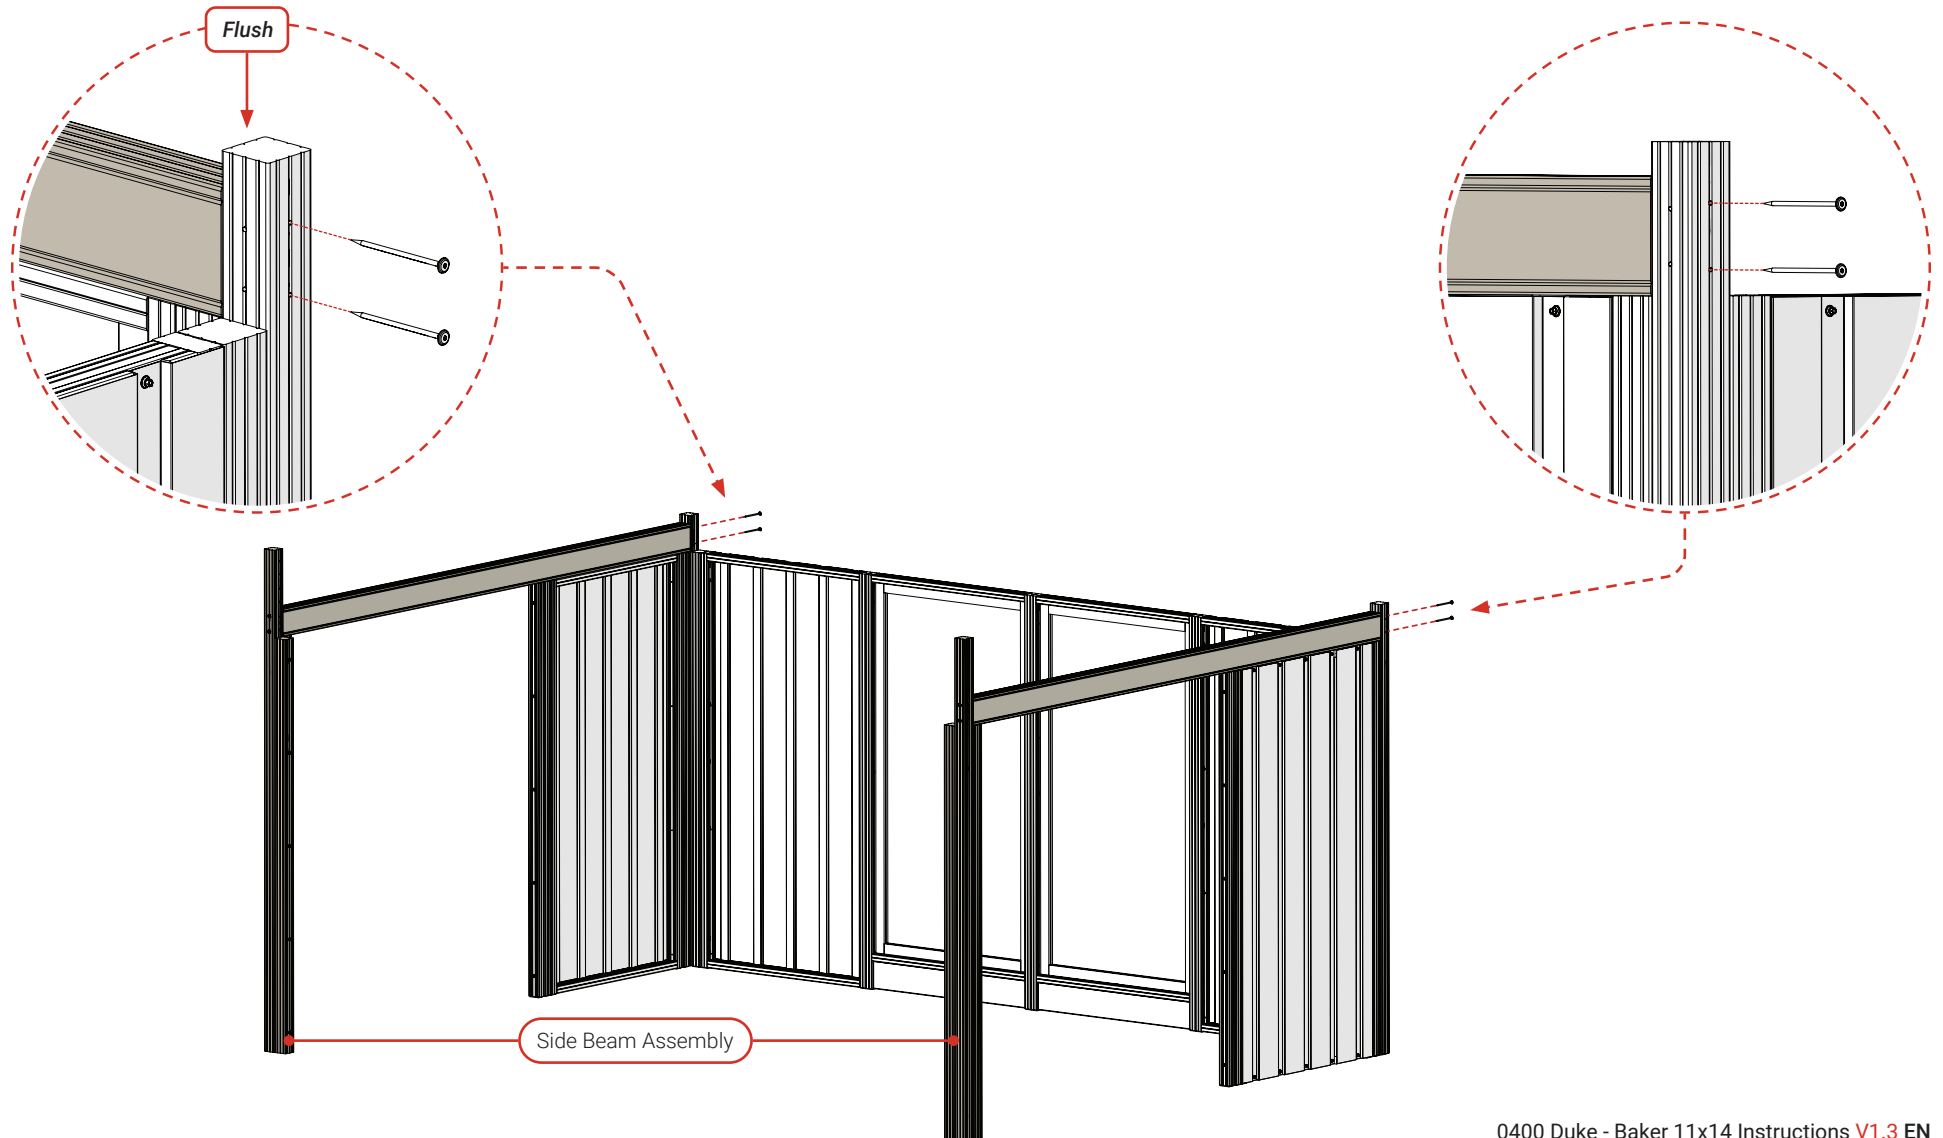 Flush
Side Beam Assembly
0400 Duke - Baker 11x14 Instructions V1.3 EN